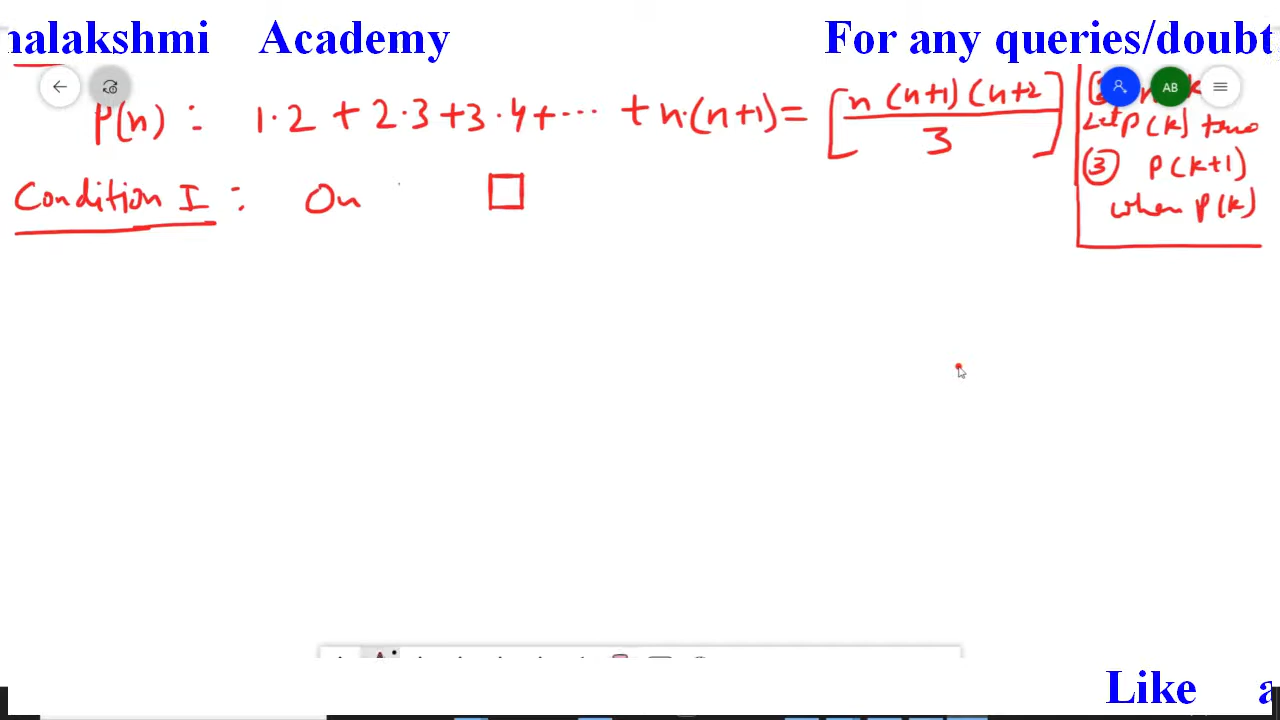 nalakshmi Academy For any queries/doubt,
P(n) : 1·2 + 2·3 + 3·4 + ··· + n·(n+1) = [n(n+1)(n+2)/3]
Let P(k) true
③ P(k+1)
when P(k)
Condition I : On
AB
Like a